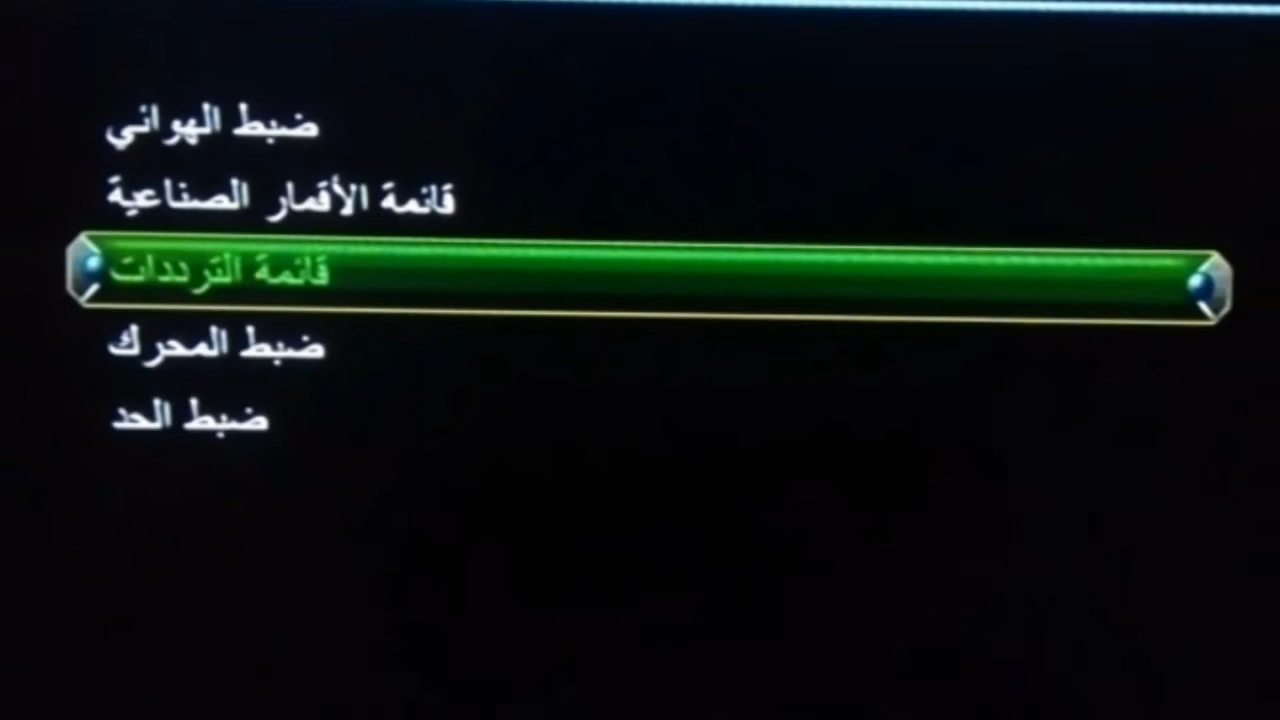 ضبط الهوائي
قائمة الأقمار الصناعية
قائمة الترددات
ضبط المحرك
ضبط الحد